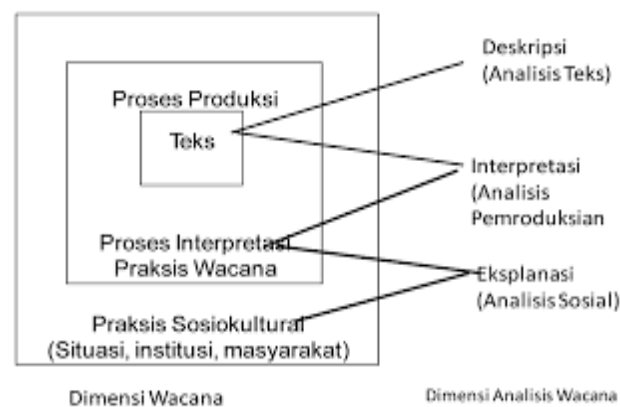 Proses Produksi
Teks
Proses Interpretasi
Praksis Wacana
Praksis Sosiokultural
(Situasi, institusi, masyarakat)
Dimensi Wacana
Deskripsi
(Analisis Teks)
Interpretasi
(Analisis
Pemroduksian
Eksplanasi
(Analisis Sosial)
Dimensi Analisis Wacana